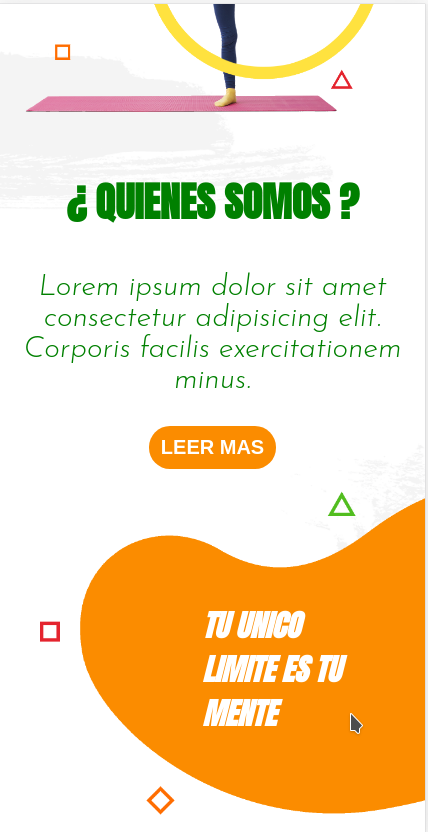 ¿ QUIENES SOMOS ?
Lorem ipsum dolor sit amet
consectetur adipisicing elit.
Corporis facilis exercitationem
minus.
LEER MAS
TU UNICO
LIMITE ES TU
MENTE